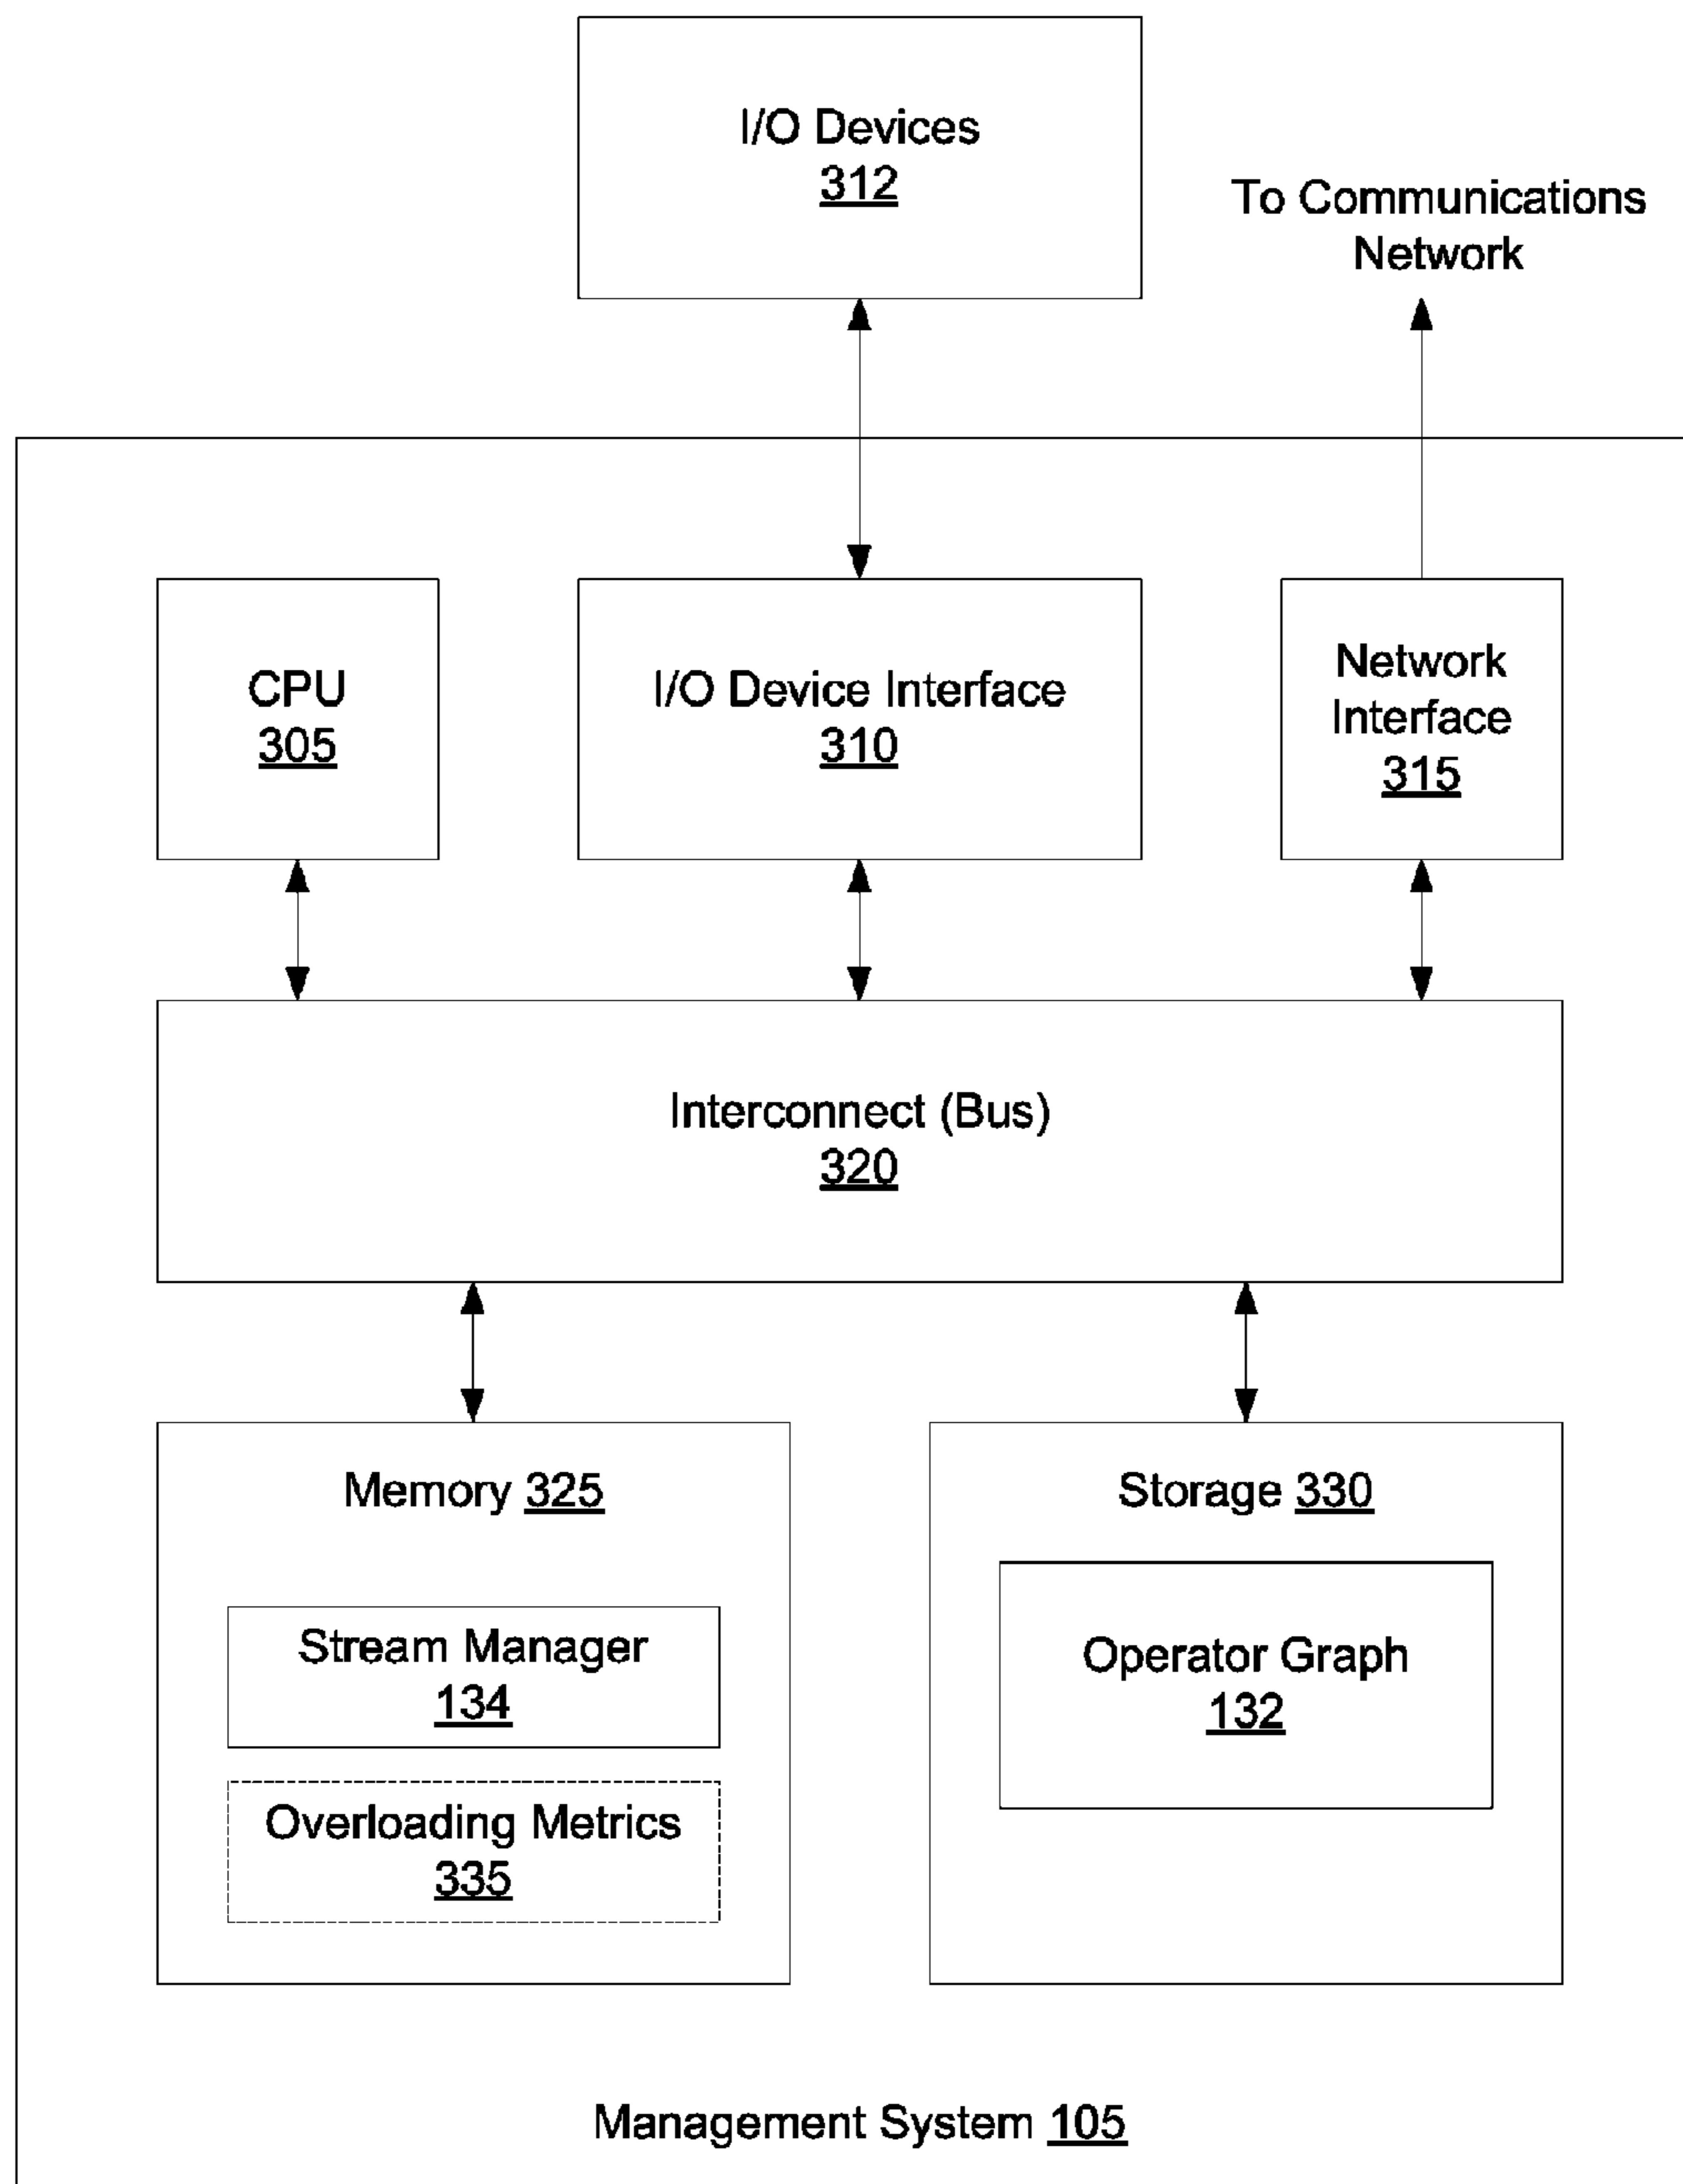 I/O Devices
312
To Communications
Network
CPU
305
I/O Device Interface
310
Network
Interface
315
Interconnect (Bus)
320
Memory 325
Stream Manager
134
Overloading Metrics
335
Storage 330
Operator Graph
132
Management System 105